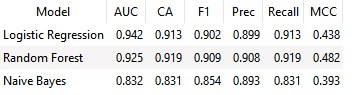 Model AUC CA F1 Prec Recall MCC
Logistic Regression 0.942 0.913 0.902 0.899 0.913 0.438
Random Forest 0.925 0.919 0.909 0.908 0.919 0.482
Naive Bayes 0.832 0.831 0.854 0.893 0.831 0.393